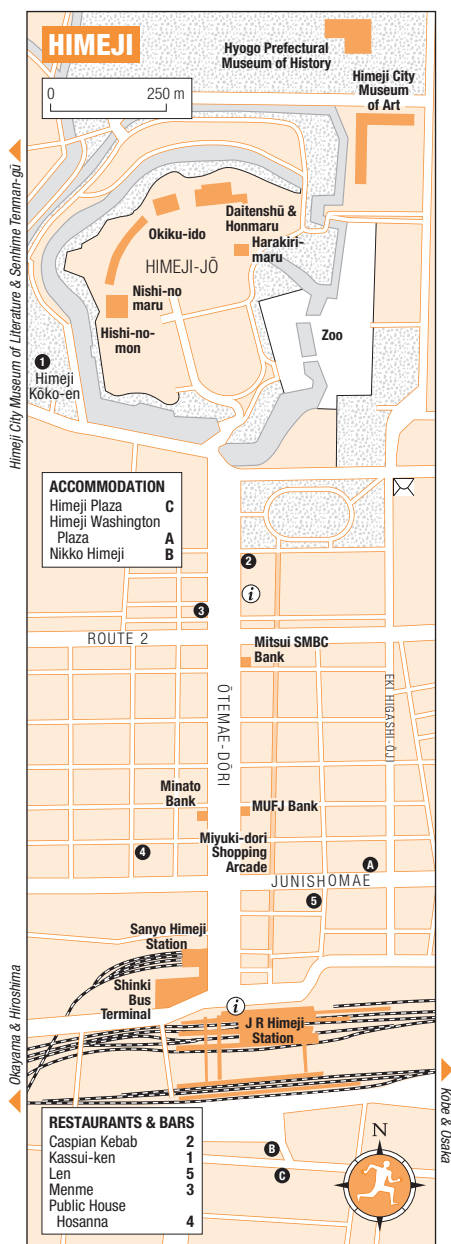 HIMEJI
0 250 m
Hyogo Prefectural
Museum of History
Himeji City
Museum
of Art
Himeji City Museum of Literature & Senhime Tenman-gū
Daitenshū &
Honmaru
Okiku-ido
Harakiri-
maru
HIMEJI-JŌ
Nishi-no
maru
Hishi-no-
mon
Zoo
1
Himeji
Kōko-en
ACCOMMODATION
Himeji Plaza C
Himeji Washington
Plaza A
Nikko Himeji B
2
i
3
ROUTE 2
Mitsui SMBC
Bank
ŌTEMAE-DŌRI
EKI HIGASHI-ŌJI
Minato
Bank
MUFJ Bank
Miyuki-dori
Shopping
Arcade
4
A
JUNISHOMAE
5
Sanyo Himeji
Station
Shinki
Bus
Terminal
i
J R Himeji
Station
Okayama & Hiroshima
Kobe & Osaka
RESTAURANTS & BARS
Caspian Kebab 2
Kassui-ken 1
Len 5
Menme 3
Public House
Hosanna 4
B
C
N